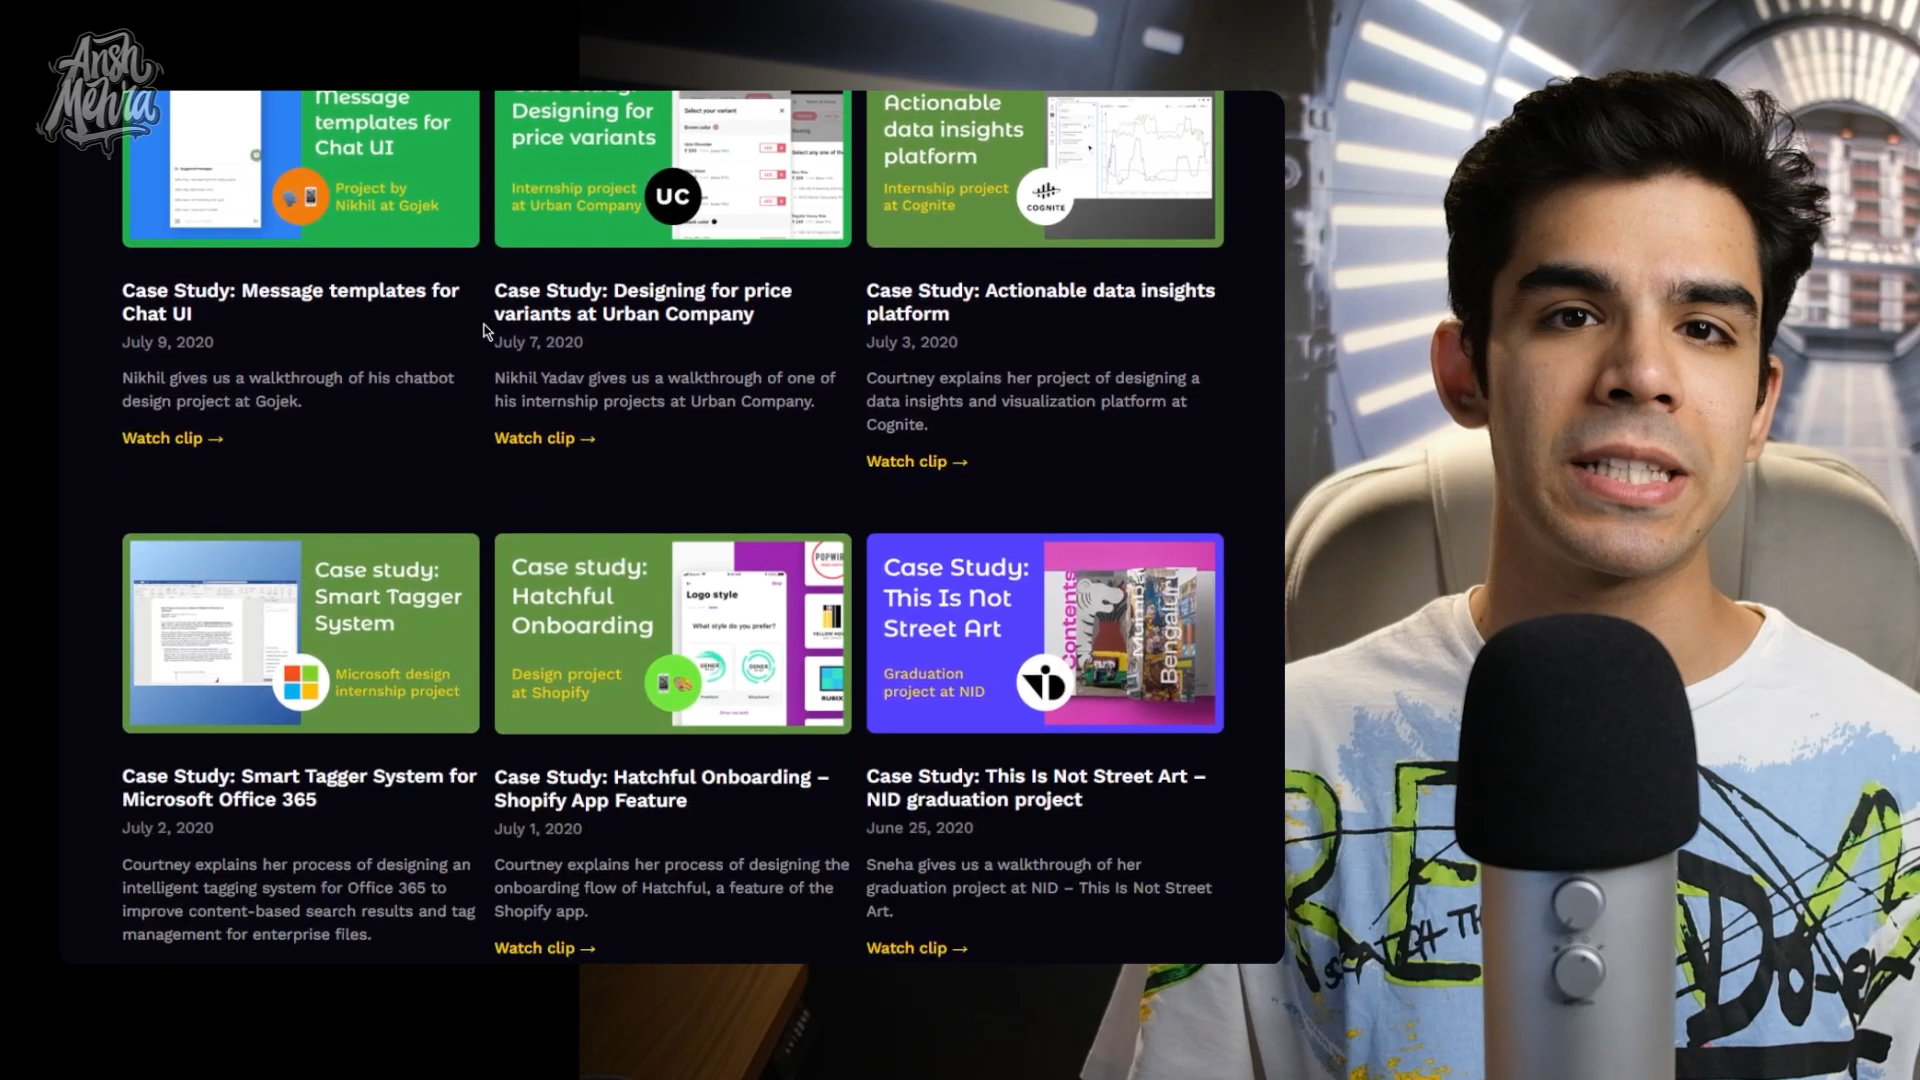 Ansh
Mehra
Message
templates for
Chat UI
Project by
Nikhil at Gojek
Designing for
price variants
Internship project
at Urban Company
UC
Select your variant
Actionable
data insights
platform
Internship project
at Cognite
COGNITE
Case Study: Message templates for
Chat UI
July 9, 2020
Nikhil gives us a walkthrough of his chatbot
design project at Gojek.
Watch clip →
Case Study: Designing for price
variants at Urban Company
July 7, 2020
Nikhil Yadav gives us a walkthrough of one of
his internship projects at Urban Company.
Watch clip →
Case Study: Actionable data insights
platform
July 3, 2020
Courtney explains her project of designing a
data insights and visualization platform at
Cognite.
Watch clip →
Case study:
Smart Tagger
System
Microsoft design
internship project
Case study:
Hatchful
Onboarding
Design project
at Shopify
Logo style
What style do you prefer?
Case Study:
This Is Not
Street Art
Graduation
project at NID
Contents
Mumbai
Bengaluru
Case Study: Smart Tagger System for
Microsoft Office 365
July 2, 2020
Courtney explains her process of designing an
intelligent tagging system for Office 365 to
improve content-based search results and tag
management for enterprise files.
Case Study: Hatchful Onboarding –
Shopify App Feature
July 1, 2020
Courtney explains her process of designing the
onboarding flow of Hatchful, a feature of the
Shopify app.
Watch clip →
Case Study: This Is Not Street Art –
NID graduation project
June 25, 2020
Sneha gives us a walkthrough of her
graduation project at NID – This Is Not Street
Art.
Watch clip →